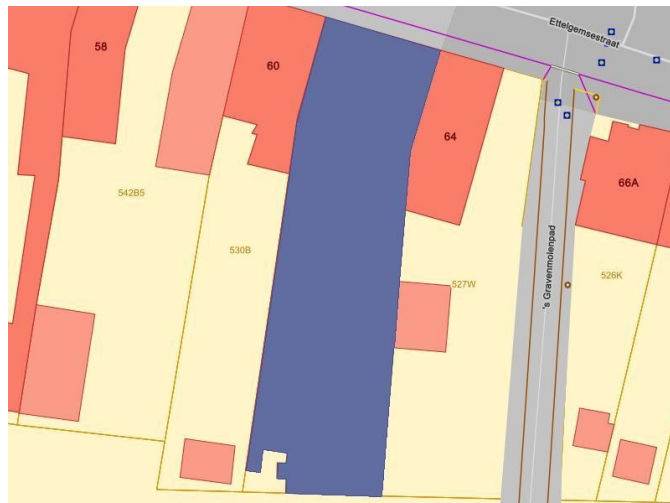 Ettelgemsestraat
58
60
64
66A
542B5
530B
527W
's Gravenmolenpad
526K